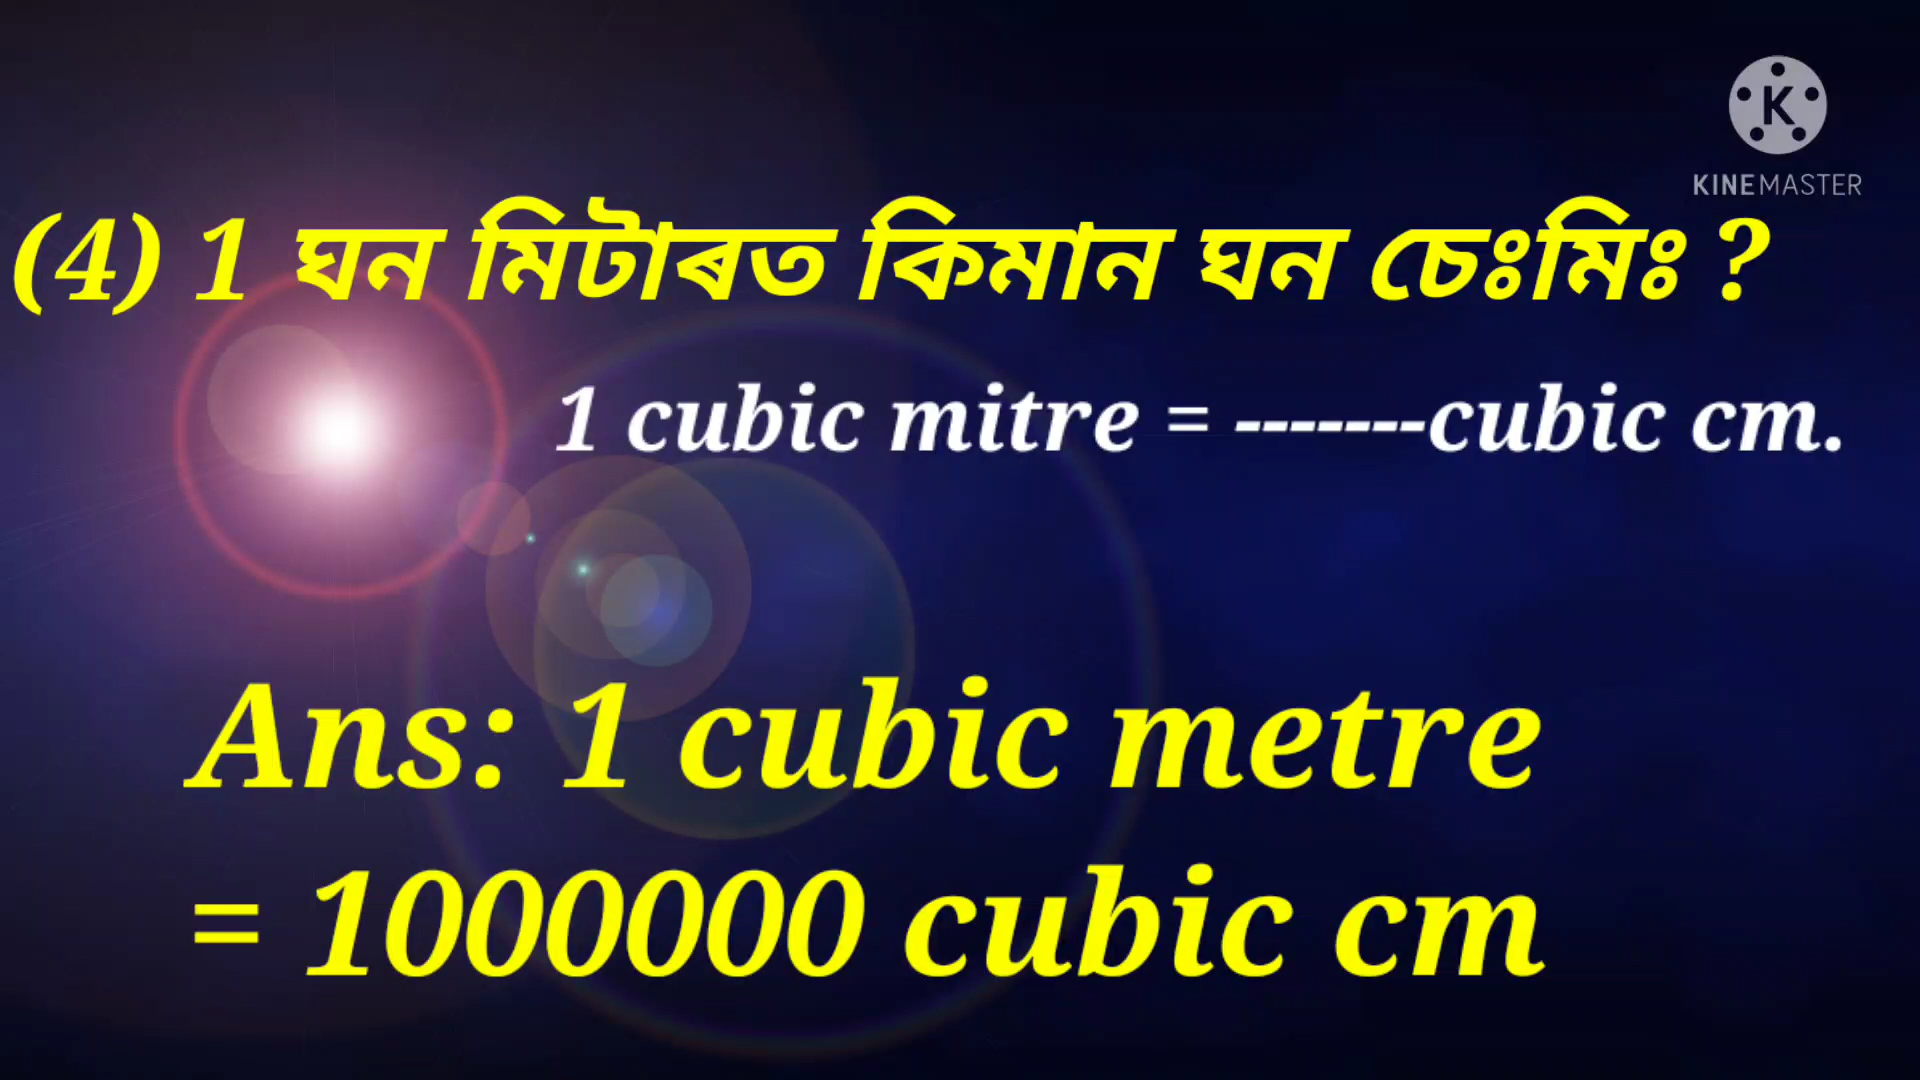 K
KINEMASTER
(4) 1 ঘন মিটাৰত কিমান ঘন চেঃমিঃ ?
1 cubic mitre = -------cubic cm.
Ans: 1 cubic metre
= 1000000 cubic cm